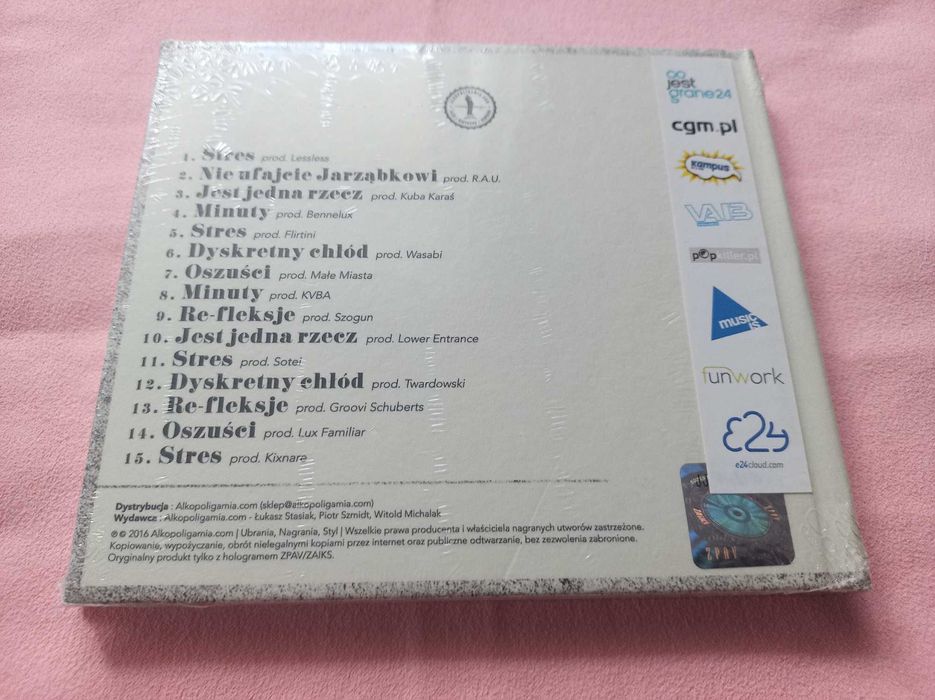 1. Stres prod. Lessless
2. Nie ufajcie Jarząbkowi prod. R.A.U.
3. Jest jedna rzecz prod. Kuba Karaś
4. Minuty prod. Bennelux
5. Stres prod. Flirtini
6. Dyskretny chłód prod. Wasabi
7. Oszuści prod. Małe Miasta
8. Minuty prod. KVBA
9. Re-fleksje prod. Szogun
10. Jest jedna rzecz prod. Lower Entrance
11. Stres prod. Sotei
12. Dyskretny chłód prod. Twardowski
13. Re-fleksje prod. Groovi Schuberts
14. Oszuści prod. Lux Familiar
15. Stres prod. Kixnare
Dystrybucja : Alkopoligamia.com (sklep@alkopoligamia.com)
Wydawca : Alkopoligamia.com - Łukasz Stasiak, Piotr Szmidt, Witold Michalak
℗ © 2016 Alkopoligamia.com | Ubrania, Nagrania, Styl | Wszelkie prawa producenta i właściciela nagranych utworów zastrzeżone.
Kopiowanie, wypożyczanie, obrót nielegalnymi kopiami przez internet oraz publiczne odtwarzanie, bez zezwolenia zabronione.
Oryginalny produkt tylko z hologramem ZPAV/ZAIKS.
co
jest
grane24
cgm.pl
kampus
VAIB
popkiller.pl
music
is
funwork
e24
e24cloud.com
ZPAV